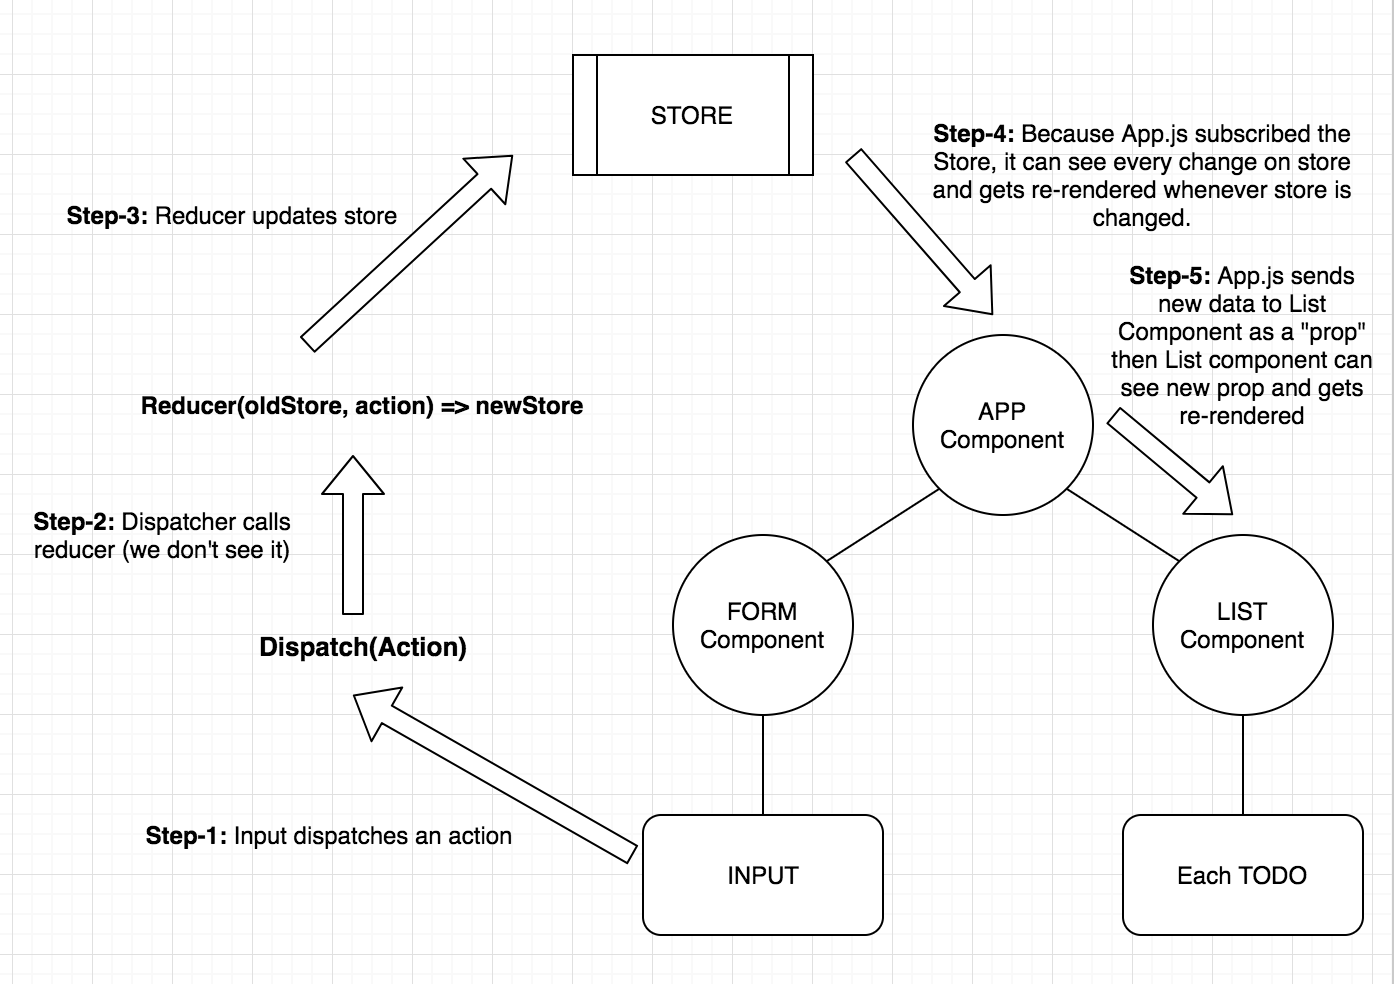 STORE
Step-4: Because App.js subscribed the
Store, it can see every change on store
and gets re-rendered whenever store is
changed.
Step-3: Reducer updates store
Step-5: App.js sends
new data to List
Component as a "prop"
then List component can
see new prop and gets
re-rendered
Reducer(oldStore, action) => newStore
APP
Component
Step-2: Dispatcher calls
reducer (we don't see it)
FORM
Component
LIST
Component
Dispatch(Action)
Step-1: Input dispatches an action
INPUT
Each TODO